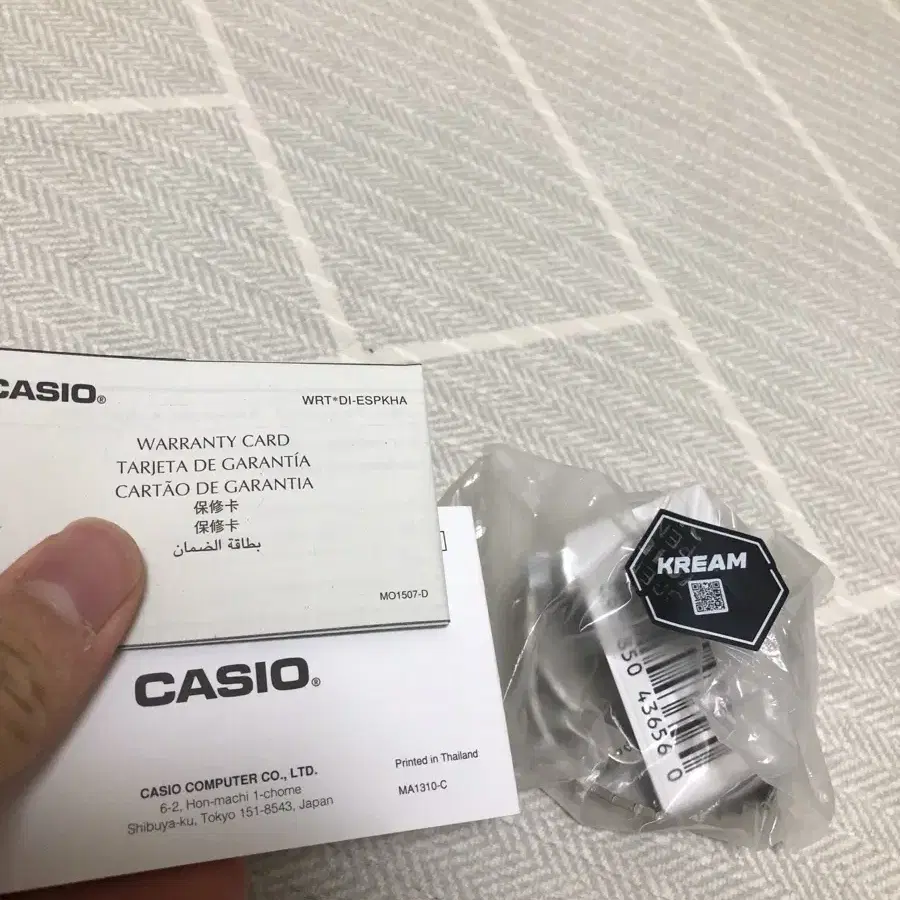 CASIO®
WRT*DI-ESPKHA
WARRANTY CARD
TARJETA DE GARANTÍA
CARTÃO DE GARANTIA
保修卡
保修卡
بطاقة الضمان
MO1507-D
CASIO®
CASIO COMPUTER CO., LTD.
6-2, Hon-machi 1-chome
Shibuya-ku, Tokyo 151-8543, Japan
Printed in Thailand
MA1310-C
KREAM
43656 0